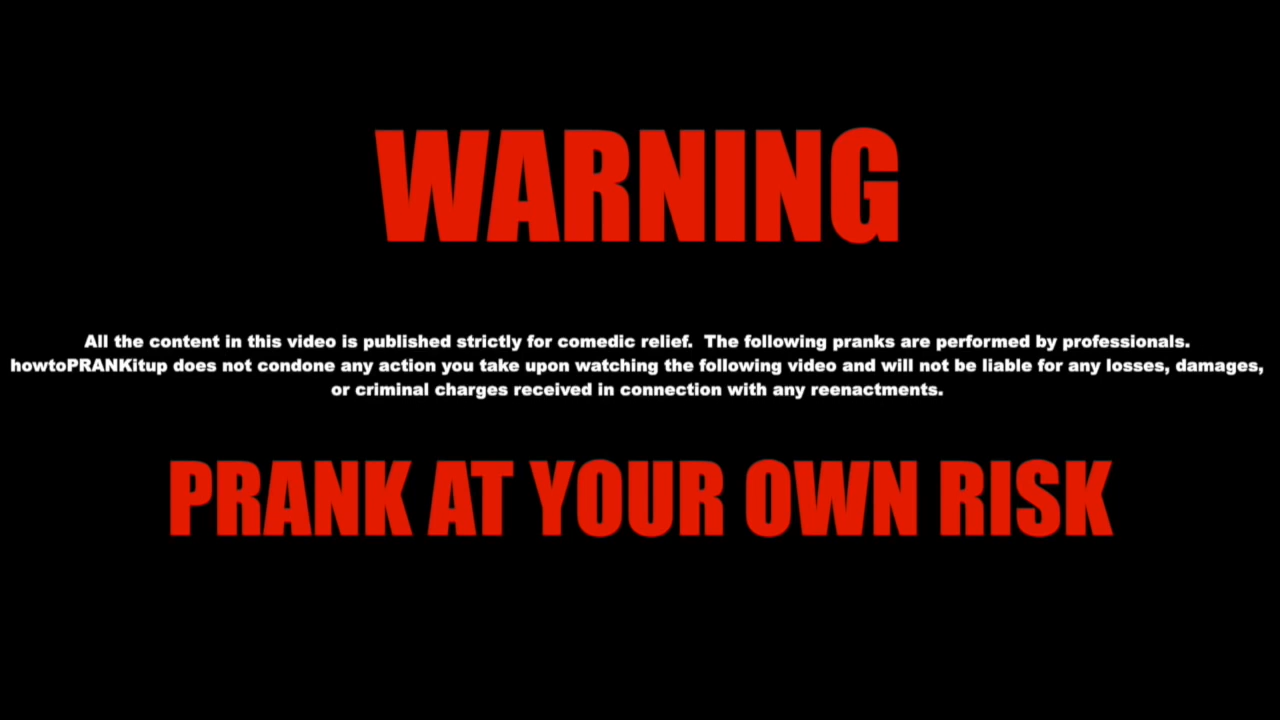 WARNING
All the content in this video is published strictly for comedic relief.  The following pranks are performed by professionals.
howtoPRANKitup does not condone any action you take upon watching the following video and will not be liable for any losses, damages,
or criminal charges received in connection with any reenactments.
PRANK AT YOUR OWN RISK